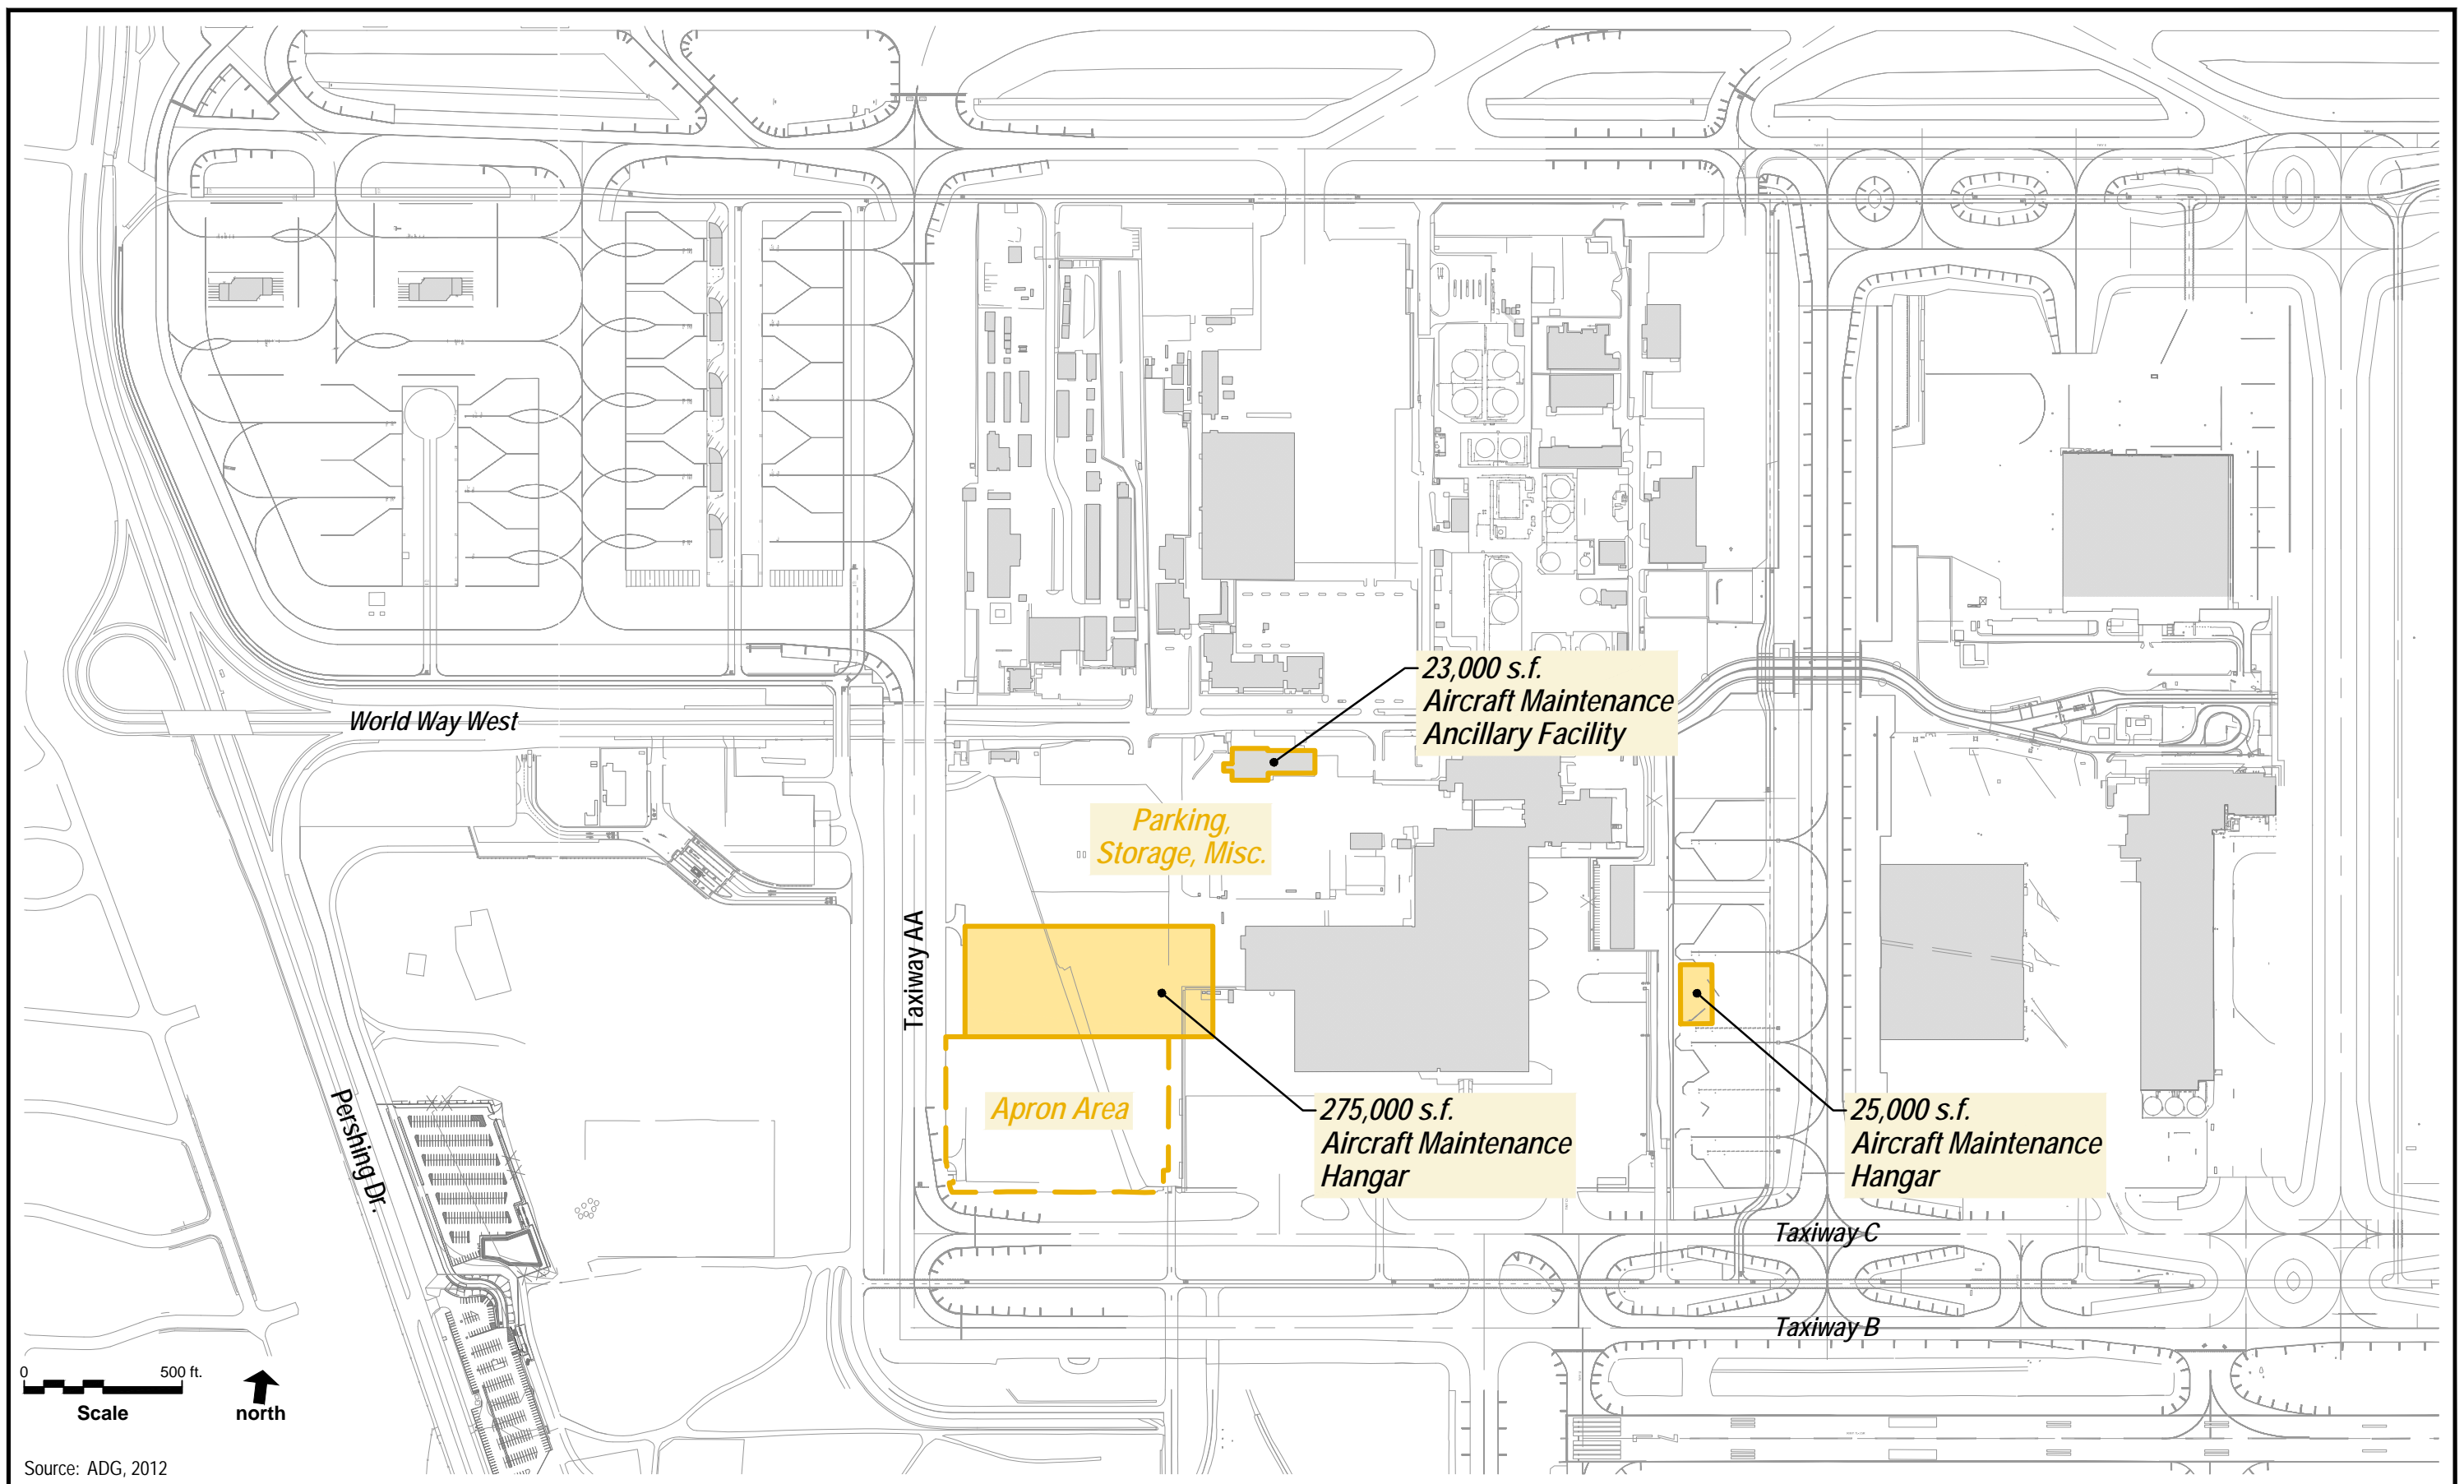 23,000 s.f.
Aircraft Maintenance
Ancillary Facility
World Way West
Parking,
Storage, Misc.
Taxiway AA
Apron Area
275,000 s.f.
Aircraft Maintenance
Hangar
25,000 s.f.
Aircraft Maintenance
Hangar
Pershing Dr.
Taxiway C
Taxiway B
0 500 ft.
Scale
north
Source: ADG, 2012